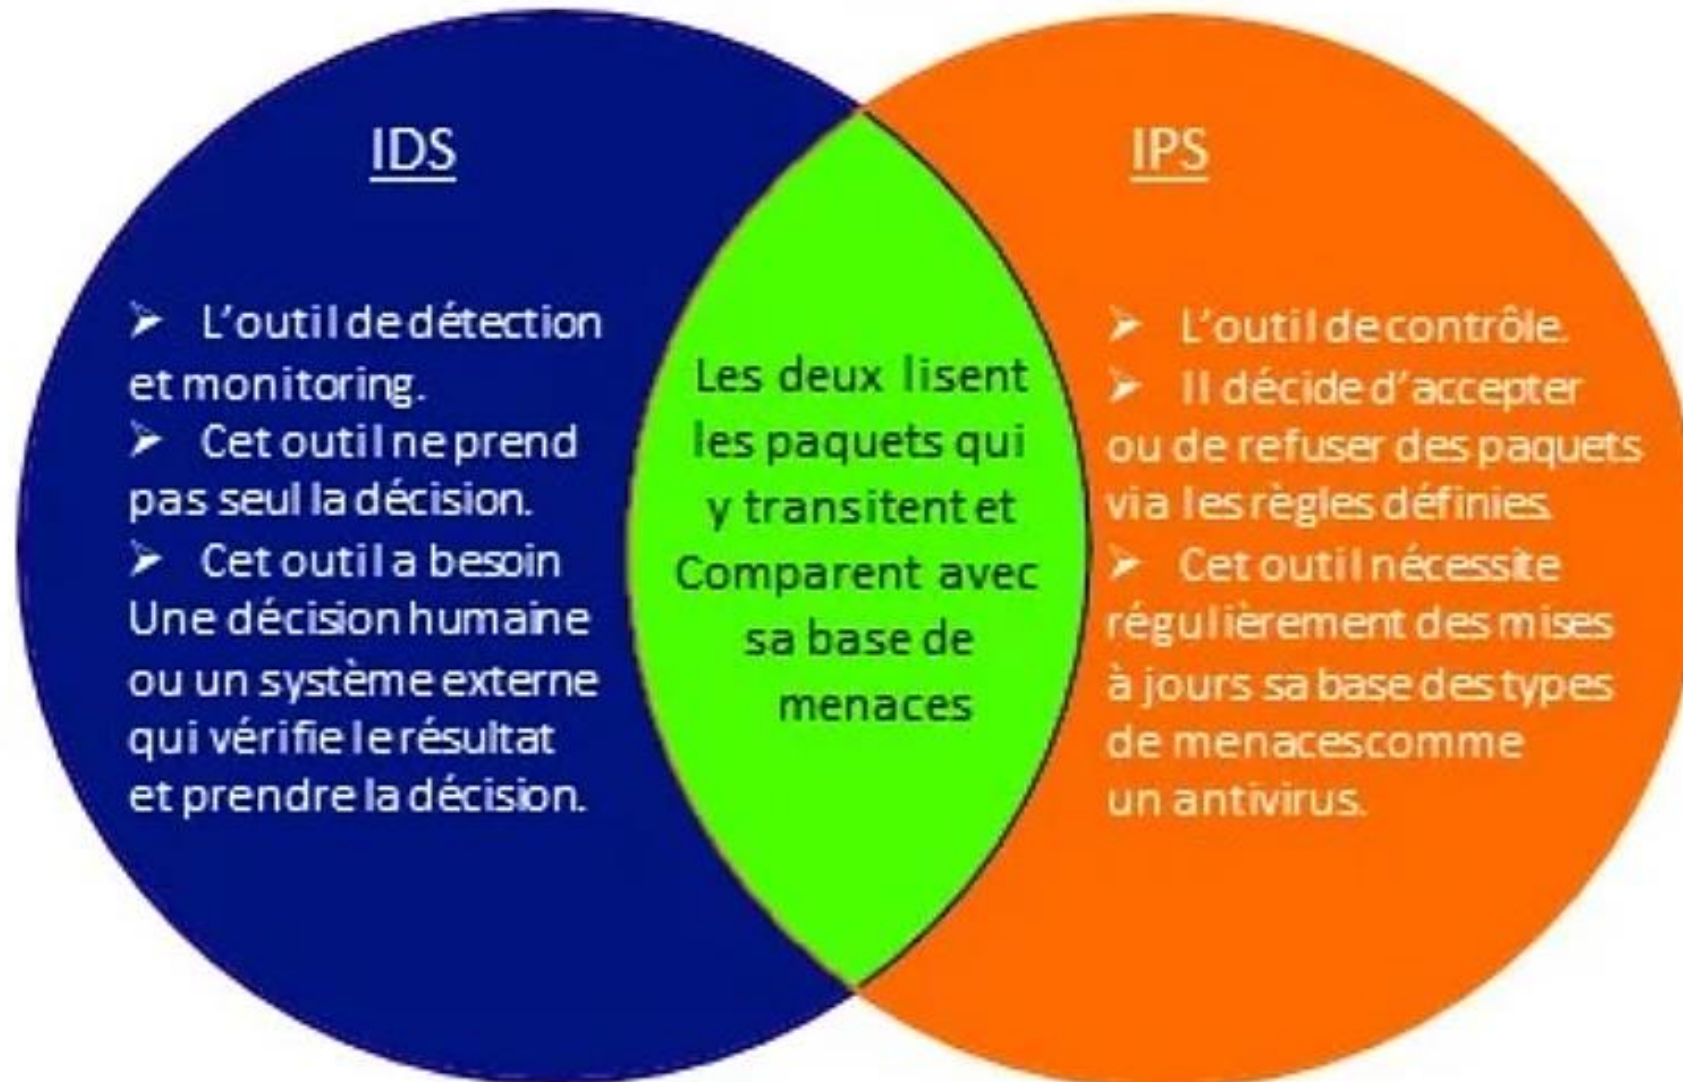 IDS
➢ L'outil de détection
et monitoring.
➢ Cet outil ne prend
pas seul la décision.
➢ Cet outil a besoin
Une décision humaine
ou un système externe
qui vérifie le résultat
et prendre la décision.
Les deux lisent
les paquets qui
y transitent et
Comparent avec
sa base de
menaces
IPS
➢ L'outil de contrôle.
➢ Il décide d'accepter
ou de refuser des paquets
via les règles définies.
➢ Cet outil nécessite
régulièrement des mises
à jours sa base des types
de menaces comme
un antivirus.